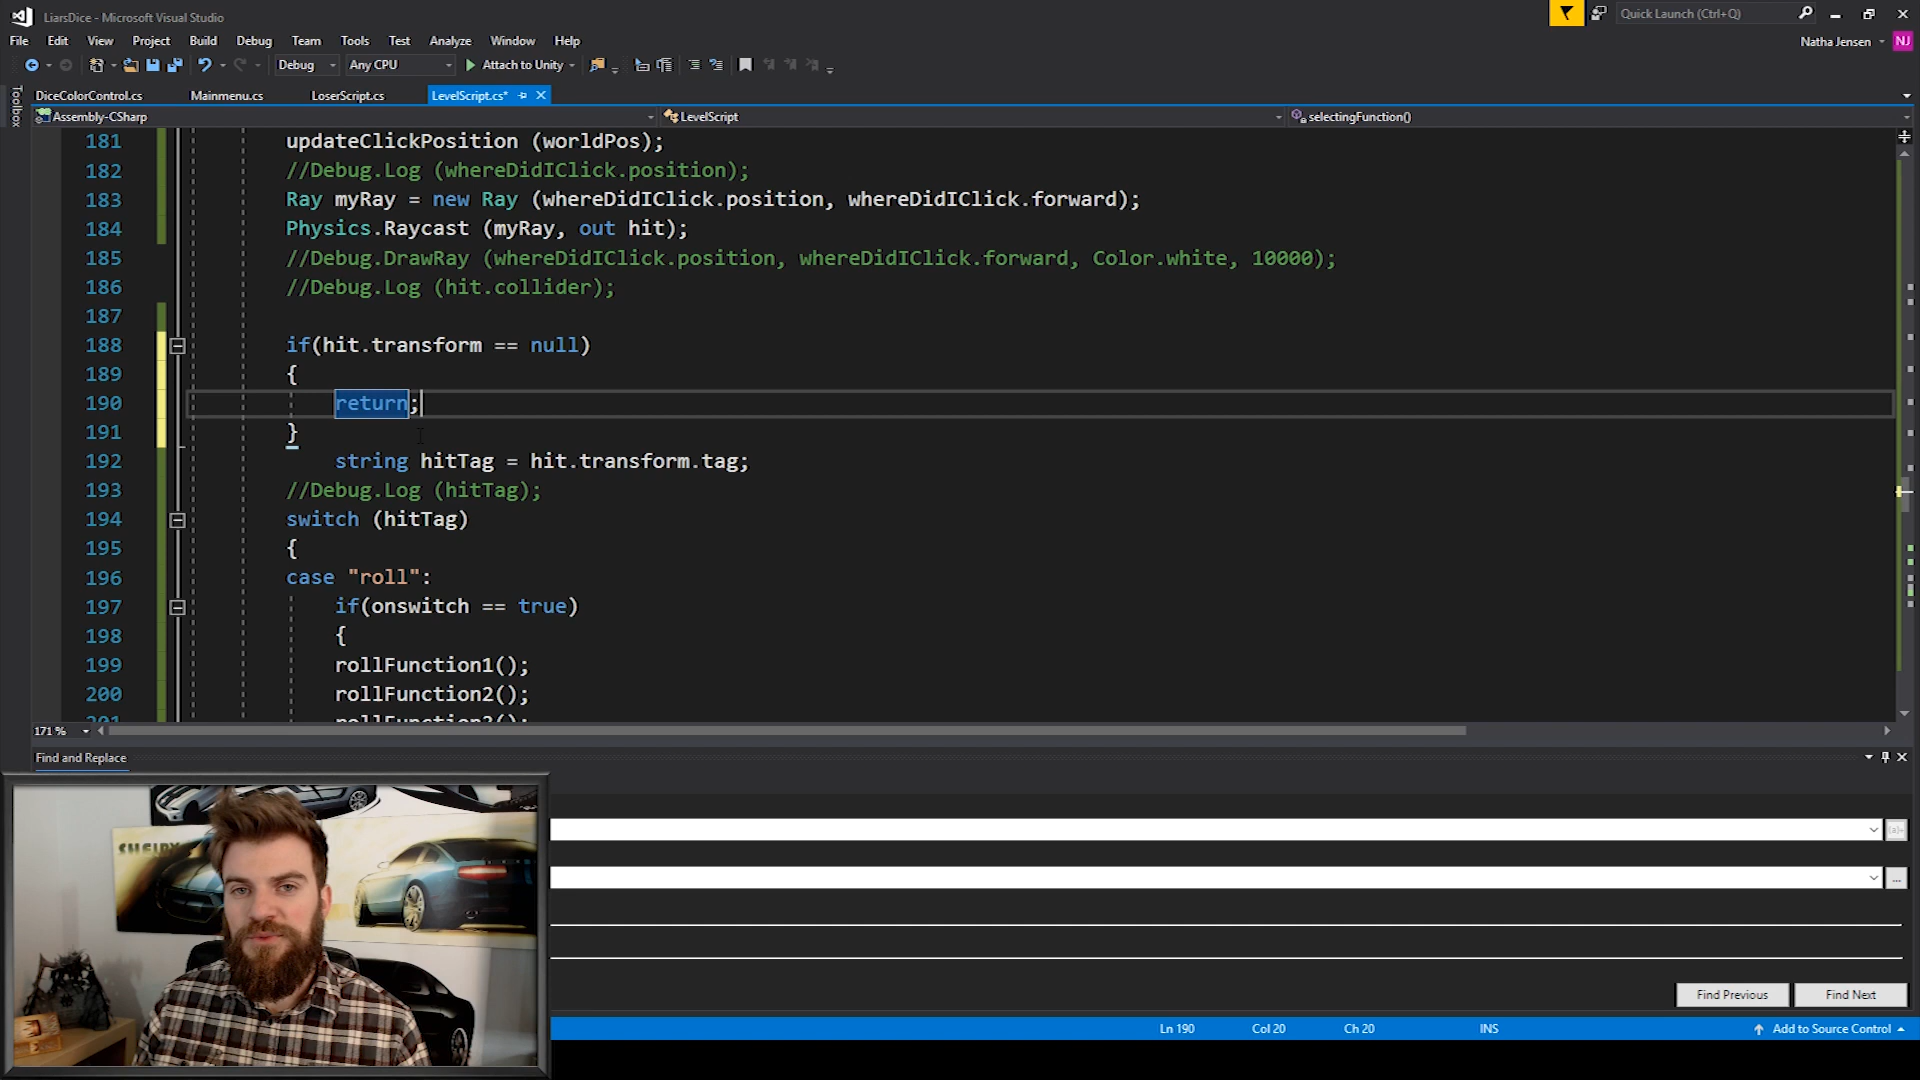 LiarsDice - Microsoft Visual Studio
Quick Launch (Ctrl+Q)
File Edit View Project Build Debug Team Tools Test Analyze Window Help
Natha Jensen NJ
Debug Any CPU Attach to Unity
Toolbox
DiceColorControl.cs Mainmenu.cs LoserScript.cs LevelScript.cs*
Assembly-CSharp LevelScript selectingFunction()
181 updateClickPosition (worldPos);
182 //Debug.Log (whereDidIClick.position);
183 Ray myRay = new Ray (whereDidIClick.position, whereDidIClick.forward);
184 Physics.Raycast (myRay, out hit);
185 //Debug.DrawRay (whereDidIClick.position, whereDidIClick.forward, Color.white, 10000);
186 //Debug.Log (hit.collider);
187
188 if(hit.transform == null)
189 {
190 return;
191 }
192 string hitTag = hit.transform.tag;
193 //Debug.Log (hitTag);
194 switch (hitTag)
195 {
196 case "roll":
197 if(onswitch == true)
198 {
199 rollFunction1();
200 rollFunction2();
201 rollFunction3();
171 %
Find and Replace
SHELBY
Find Previous Find Next
Ln 190 Col 20 Ch 20 INS Add to Source Control